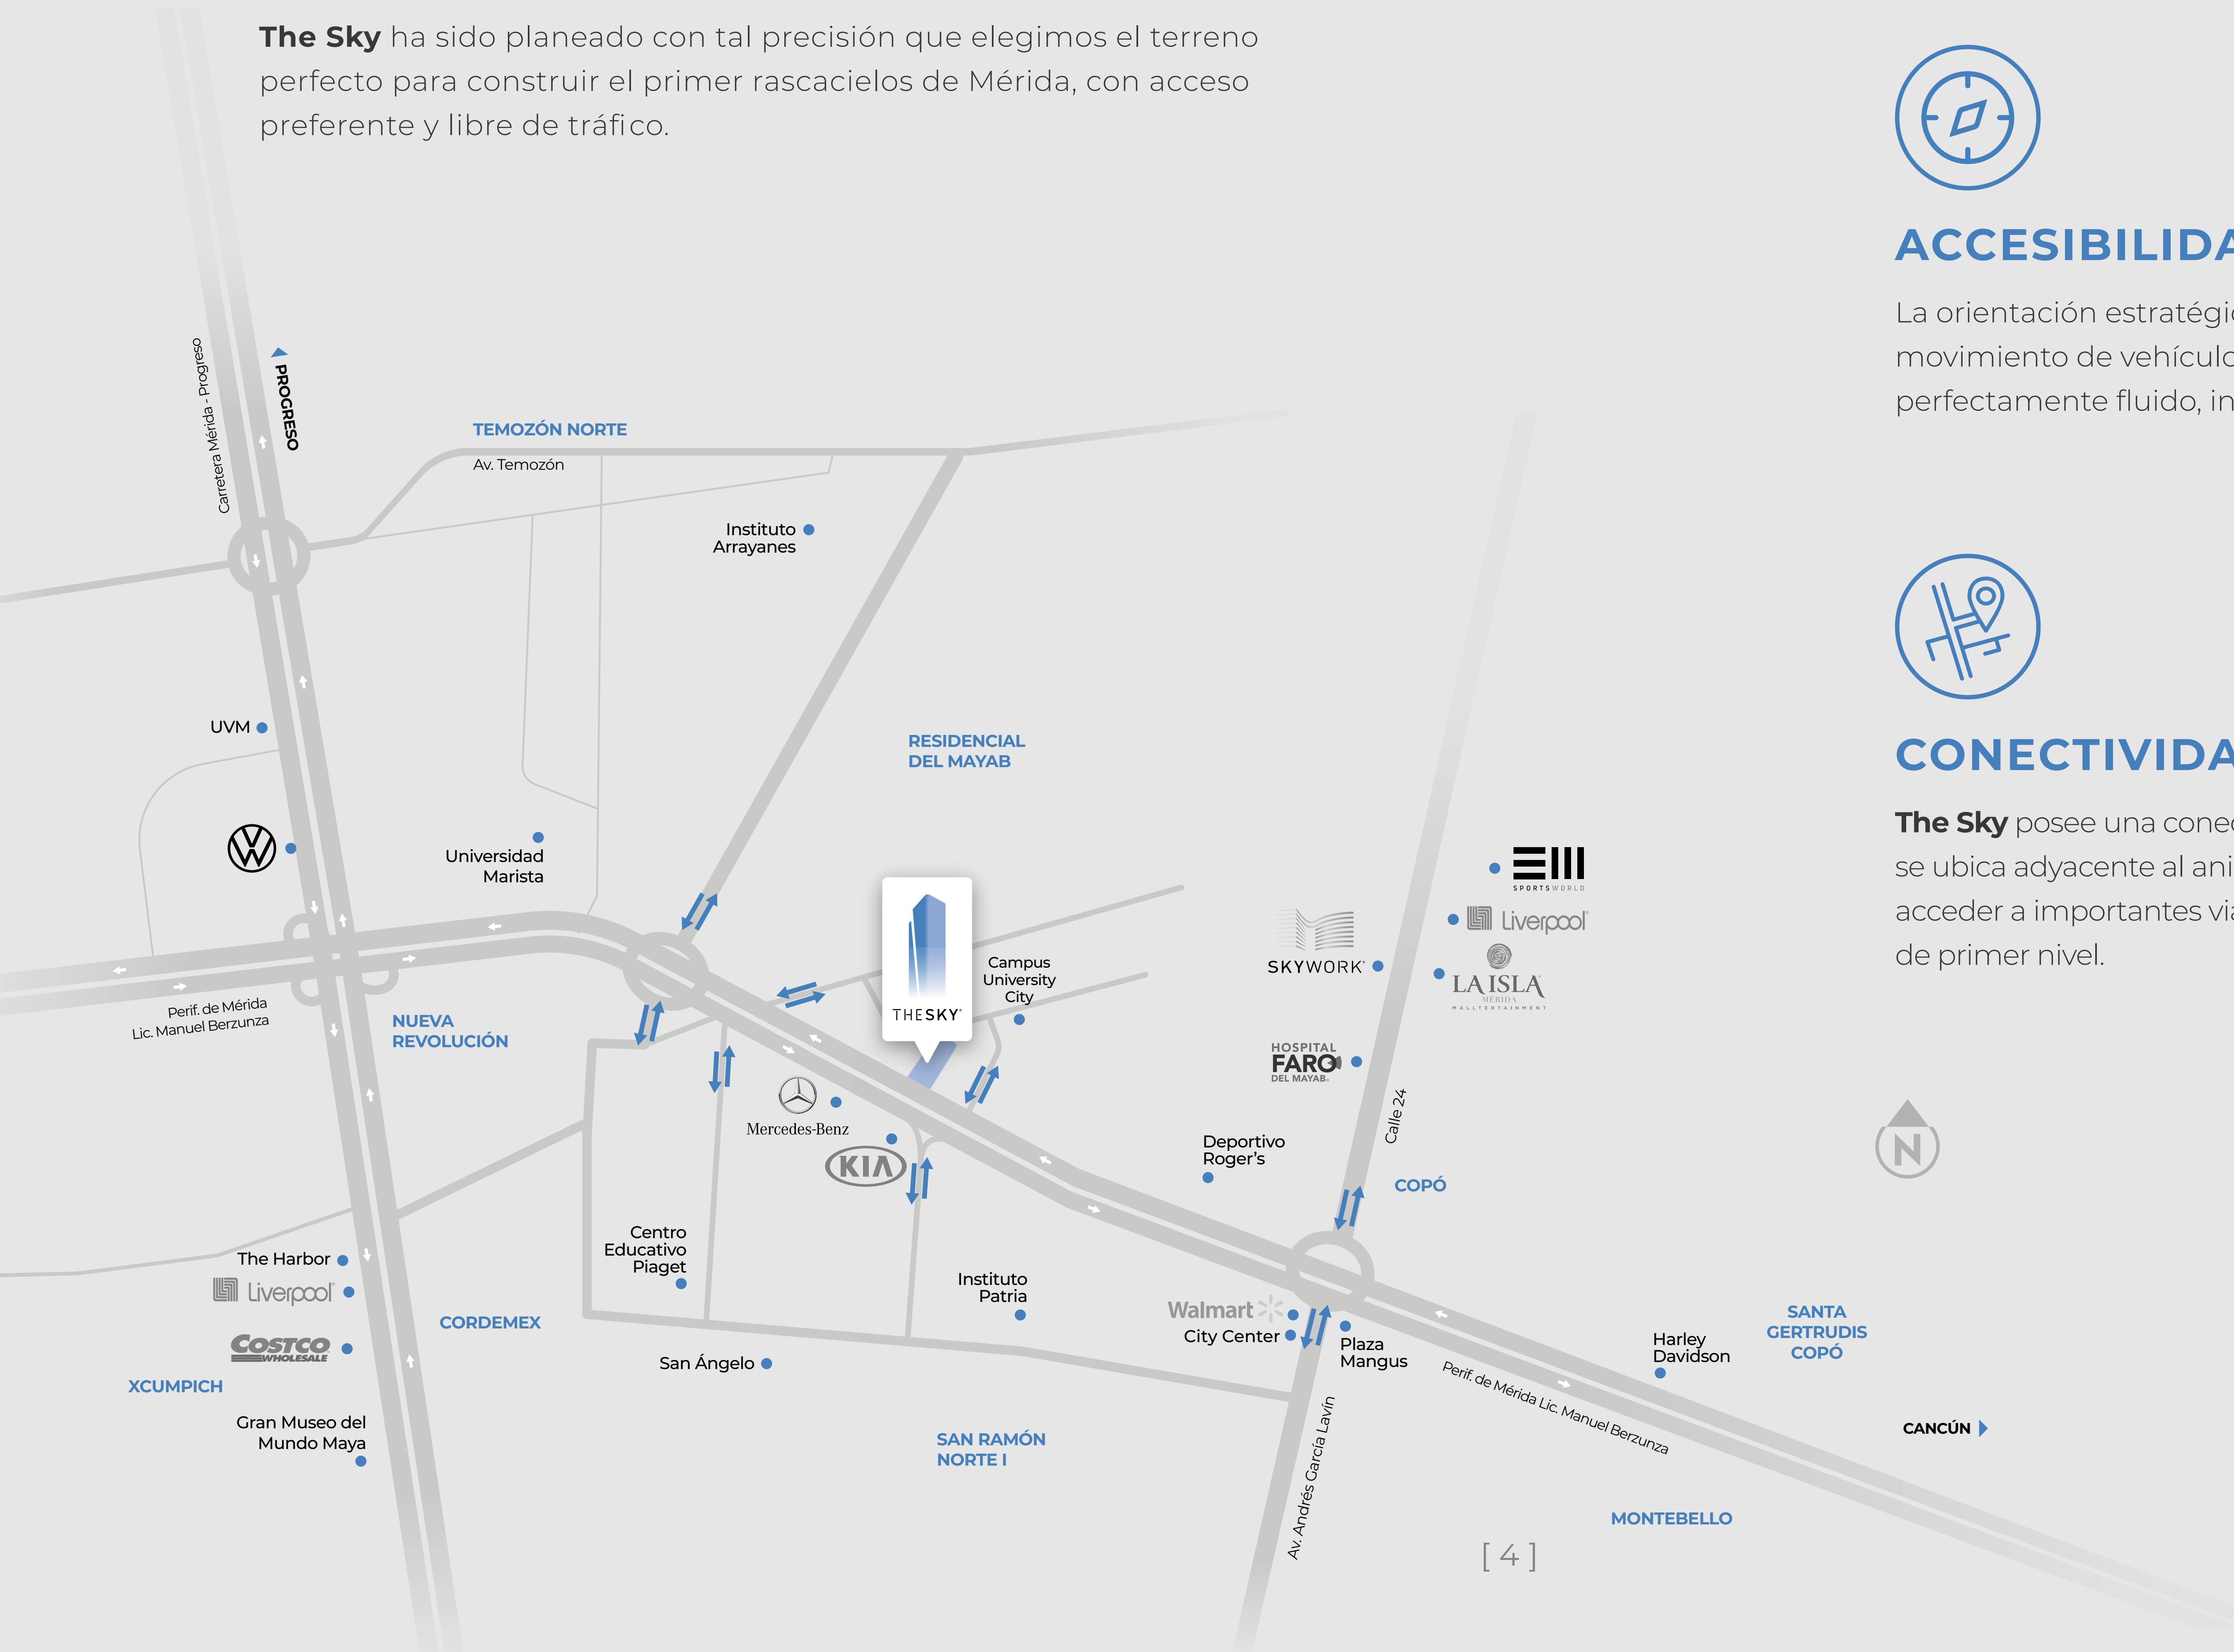 The Sky ha sido planeado con tal precisión que elegimos el terreno
perfecto para construir el primer rascacielos de Mérida, con acceso
preferente y libre de tráfico.
Carretera Mérida - Progreso
PROGRESO
TEMOZÓN NORTE
Av. Temozón
Instituto
Arrayanes
UVM
RESIDENCIAL
DEL MAYAB
Universidad
Marista
THESKY
Campus
University
City
SPORTSWORLD
Liverpool
SKYWORK
LA ISLA
MÉRIDA
MALLTERTAINMENT
Perif. de Mérida
Lic. Manuel Berzunza
NUEVA
REVOLUCIÓN
Mercedes-Benz
KIA
HOSPITAL
FARO
DEL MAYAB
Calle 24
Deportivo
Roger's
COPÓ
Centro
Educativo
Piaget
The Harbor
Liverpool
COSTCO
WHOLESALE
XCUMPICH
Gran Museo del
Mundo Maya
CORDEMEX
San Ángelo
Instituto
Patria
Walmart
City Center
Plaza
Mangus
SAN RAMÓN
NORTE I
Av. Andrés García Lavín
Perif. de Mérida Lic. Manuel Berzunza
Harley
Davidson
SANTA
GERTRUDIS
COPÓ
CANCÚN
MONTEBELLO
[ 4 ]
ACCESIBILIDA
La orientación estratégi
movimiento de vehícul
perfectamente fluido, in
CONECTIVIDA
The Sky posee una cone
se ubica adyacente al ani
acceder a importantes vi
de primer nivel.
N